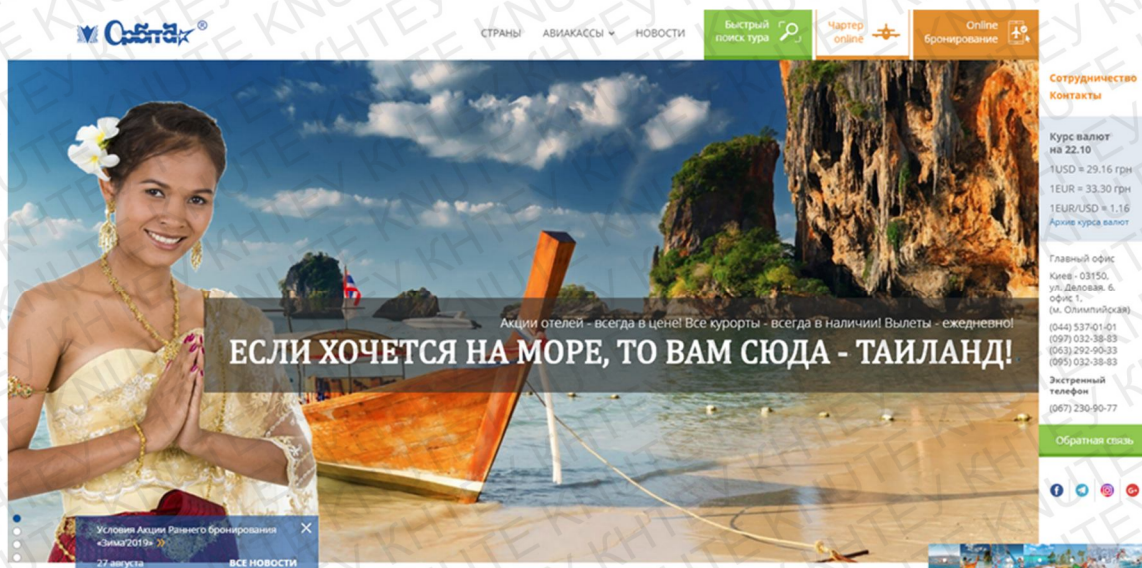 Орбіта®
СТРАНЫ
АВИАКАССЫ
НОВОСТИ
Быстрый
поиск тура
Чартер
online
Online
бронирование
Сотрудничество
Контакты
Курс валют
на 22.10
1USD = 29.16 грн
1EUR = 33.30 грн
1EUR/USD = 1.16
Архив курса валют
Главный офис
Киев - 03150,
ул. Деловая, 6.
офис 1,
(м. Олимпийская)
(044) 537-01-01
(097) 032-38-83
(063) 292-90-33
(095) 032-38-83
Экстренный
телефон
(067) 230-90-77
Обратная связь
Акции отелей - всегда в цене! Все курорты - всегда в наличии! Вылеты - ежедневно!
ЕСЛИ ХОЧЕТСЯ НА МОРЕ, ТО ВАМ СЮДА - ТАИЛАНД!
Условия Акции Раннего бронирования
«Зима'2019» »
27 августа
ВСЕ НОВОСТИ